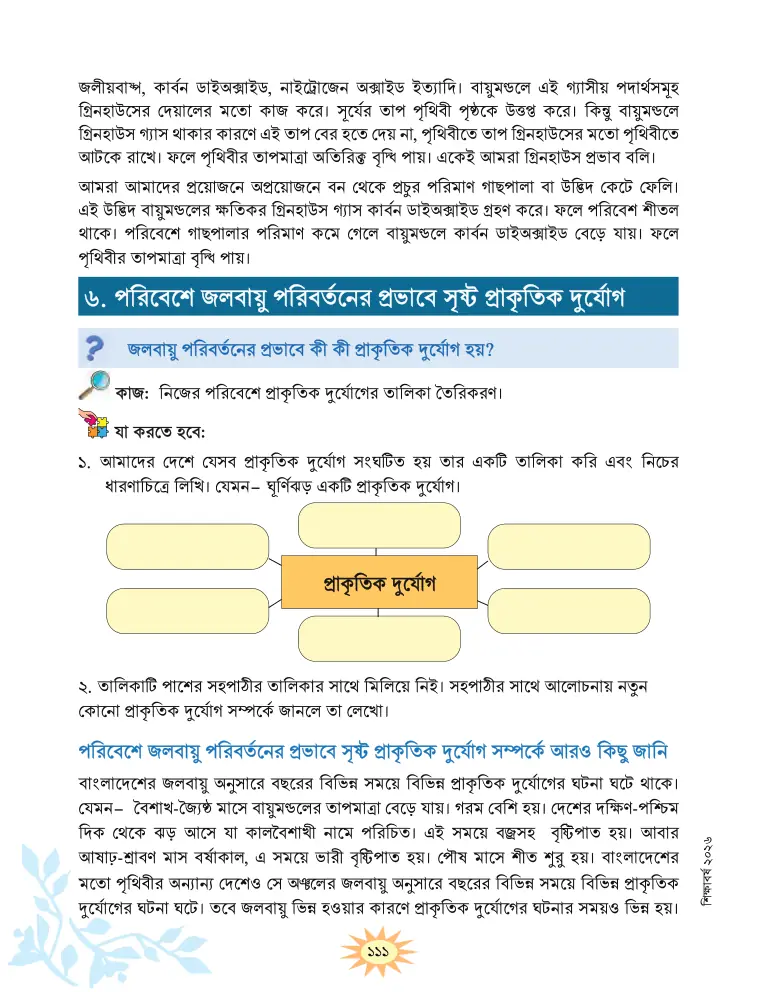 জলীয়বাষ্প, কার্বন ডাইঅক্সাইড, নাইট্রোজেন অক্সাইড ইত্যাদি। বায়ুমন্ডলে এই গ্যাসীয় পদার্থসমূহ
গ্রিনহাউসের দেয়ালের মতো কাজ করে। সূর্যের তাপ পৃথিবী পৃষ্ঠকে উত্তপ্ত করে। কিন্তু বায়ুমন্ডলে
গ্রিনহাউস গ্যাস থাকার কারণে এই তাপ বের হতে দেয় না, পৃথিবীতে তাপ গ্রিনহাউসের মতো পৃথিবীতে
আটকে রাখে। ফলে পৃথিবীর তাপমাত্রা অতিরিক্ত বৃদ্ধি পায়। একেই আমরা গ্রিনহাউস প্রভাব বলি।
আমরা আমাদের প্রয়োজনে অপ্রয়োজনে বন থেকে প্রচুর পরিমাণ গাছপালা বা উদ্ভিদ কেটে ফেলি।
এই উদ্ভিদ বায়ুমন্ডলের ক্ষতিকর গ্রিনহাউস গ্যাস কার্বন ডাইঅক্সাইড গ্রহণ করে। ফলে পরিবেশ শীতল
থাকে। পরিবেশে গাছপালার পরিমাণ কমে গেলে বায়ুমন্ডলে কার্বন ডাইঅক্সাইড বেড়ে যায়। ফলে
পৃথিবীর তাপমাত্রা বৃদ্ধি পায়।
৬. পরিবেশে জলবায়ু পরিবর্তনের প্রভাবে সৃষ্ট প্রাকৃতিক দুর্যোগ
? জলবায়ু পরিবর্তনের প্রভাবে কী কী প্রাকৃতিক দুর্যোগ হয়?
কাজ: নিজের পরিবেশে প্রাকৃতিক দুর্যোগের তালিকা তৈরিকরণ।
যা করতে হবে:
১. আমাদের দেশে যেসব প্রাকৃতিক দুর্যোগ সংঘটিত হয় তার একটি তালিকা করি এবং নিচের
ধারণাচিত্রে লিখি। যেমন– ঘূর্ণিঝড় একটি প্রাকৃতিক দুর্যোগ।
প্রাকৃতিক দুর্যোগ
২. তালিকাটি পাশের সহপাঠীর তালিকার সাথে মিলিয়ে নিই। সহপাঠীর সাথে আলোচনায় নতুন
কোনো প্রাকৃতিক দুর্যোগ সম্পর্কে জানলে তা লেখো।
পরিবেশে জলবায়ু পরিবর্তনের প্রভাবে সৃষ্ট প্রাকৃতিক দুর্যোগ সম্পর্কে আরও কিছু জানি
বাংলাদেশের জলবায়ু অনুসারে বছরের বিভিন্ন সময়ে বিভিন্ন প্রাকৃতিক দুর্যোগের ঘটনা ঘটে থাকে।
যেমন– বৈশাখ-জ্যৈষ্ঠ মাসে বায়ুমন্ডলের তাপমাত্রা বেড়ে যায়। গরম বেশি হয়। দেশের দক্ষিণ-পশ্চিম
দিক থেকে ঝড় আসে যা কালবৈশাখী নামে পরিচিত। এই সময়ে বজ্রসহ বৃষ্টিপাত হয়। আবার
আষাঢ়-শ্রাবণ মাস বর্ষাকাল, এ সময়ে ভারী বৃষ্টিপাত হয়। পৌষ মাসে শীত শুরু হয়। বাংলাদেশের
মতো পৃথিবীর অন্যান্য দেশেও সে অঞ্চলের জলবায়ু অনুসারে বছরের বিভিন্ন সময়ে বিভিন্ন প্রাকৃতিক
দুর্যোগের ঘটনা ঘটে। তবে জলবায়ু ভিন্ন হওয়ার কারণে প্রাকৃতিক দুর্যোগের ঘটনার সময়ও ভিন্ন হয়।
শিক্ষাবর্ষ ২০২৬
১১১